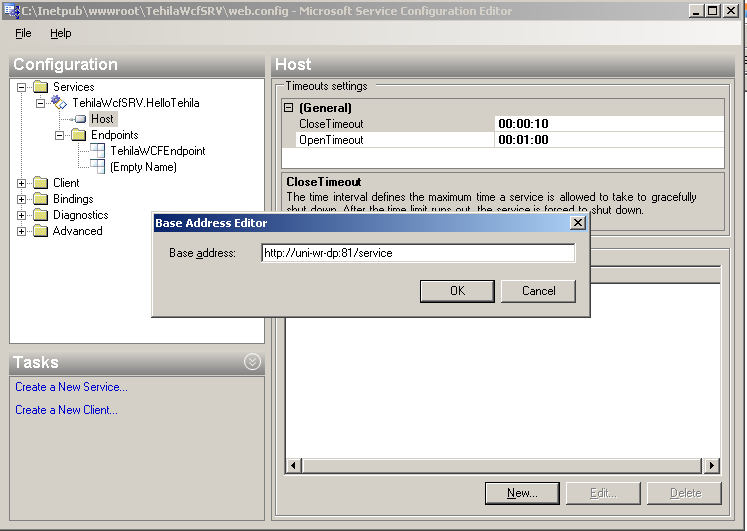 C:\Inetpub\wwwroot\TehilaWcfSRV\web.config - Microsoft Service Configuration Editor
File Help
Configuration
Services
TehilaWcfSRV.HelloTehila
Host
Endpoints
TehilaWCFEndpoint
(Empty Name)
Client
Bindings
Diagnostics
Advanced
Tasks
Create a New Service...
Create a New Client...
Host
Timeouts settings
(General)
CloseTimeout 00:00:10
OpenTimeout 00:01:00
CloseTimeout
The time interval defines the maximum time a service is allowed to take to gracefully
shut down. After the time limit runs out, the service is forced to shut down.
Base Address Editor
Base address: http://uni-wr-dp:81/service
OK Cancel
New... Edit... Delete